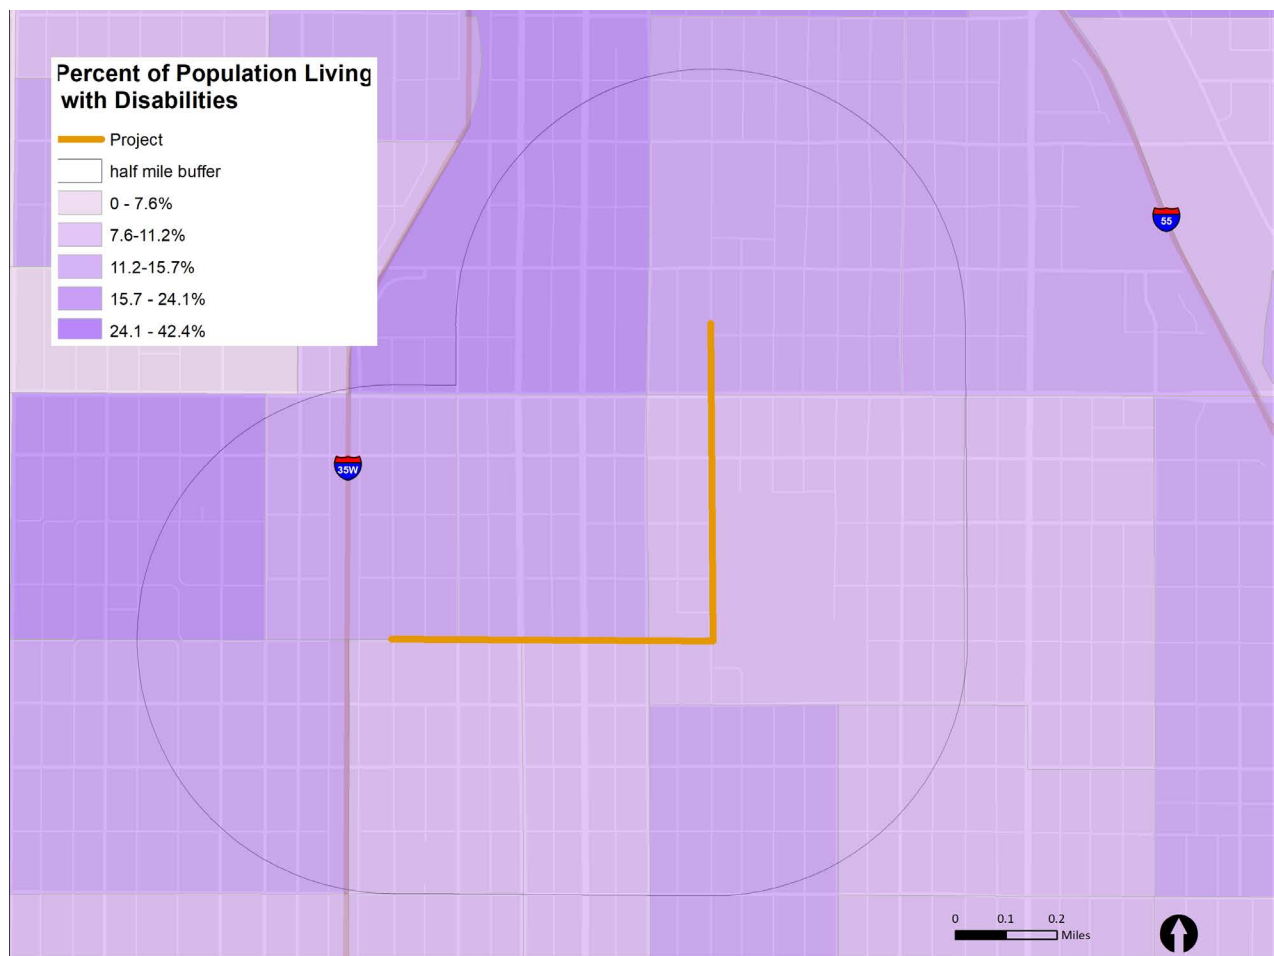 Percent of Population Living
with Disabilities
Project
half mile buffer
0 - 7.6%
7.6-11.2%
11.2-15.7%
15.7 - 24.1%
24.1 - 42.4%
55
35W
0 0.1 0.2
Miles